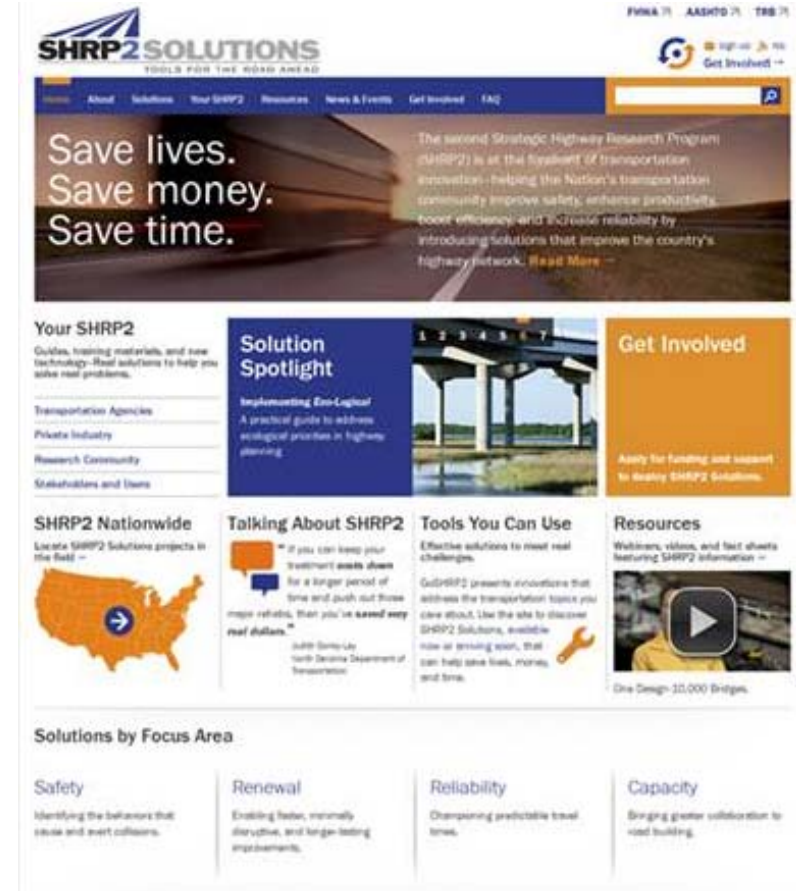 FHWA AASHTO TRB
SHRP2 SOLUTIONS
TOOLS FOR THE ROAD AHEAD
Sign up
Get Involved →
Home About Solutions Your SHRP2 Resources News & Events Get Involved FAQ
Save lives.
Save money.
Save time.
The second Strategic Highway Research Program
(SHRP2) is at the forefront of transportation
innovation–helping the Nation's transportation
community improve safety, enhance productivity,
boost efficiency, and increase reliability by
introducing solutions that improve the country's
highway network. Read More →
Your SHRP2
Guides, training materials, and new
technology–Real solutions to help you
solve real problems.
Transportation Agencies
Private Industry
Research Community
Stakeholders and Users
Solution
Spotlight
Implementing Eco-Logical
A practical guide to address
ecological priorities in highway
planning
1 2 3 4 5 6 7
Get Involved
Apply for funding and support
to deploy SHRP2 Solutions.
SHRP2 Nationwide
Locate SHRP2 Solutions projects in
the field →
Talking About SHRP2
" If you can keep your
treatment costs down
for a longer period of
time and push out those
major rehabs, then you've saved very
real dollars."
Judith
North Carolina Department of
Transportation
Tools You Can Use
Effective solutions to meet real
challenges.
GoSHRP2 presents innovations that
address the transportation topics you
care about. Use the site to discover
SHRP2 Solutions, available
now or arriving soon, that
can help save lives, money,
and time.
Resources
Webinars, videos, and fact sheets
featuring SHRP2 information →
One Design 10,000 Bridges.
Solutions by Focus Area
Safety
Identifying the behaviors that
cause and avert collisions.
Renewal
Enabling faster, minimally
disruptive, and longer-lasting
improvements.
Reliability
Championing predictable travel
times.
Capacity
Bringing greater collaboration to
road building.